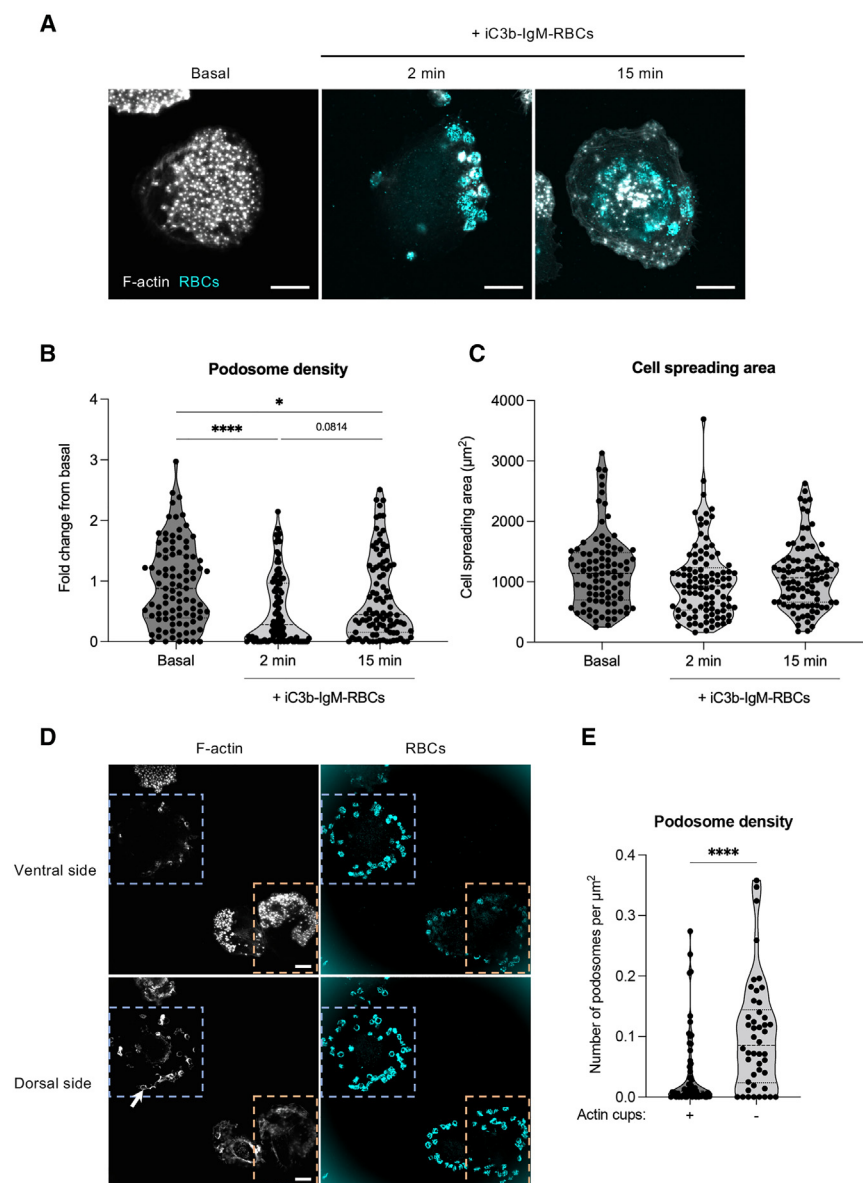 A
+ iC3b-IgM-RBCs
Basal
2 min
15 min
F-actin RBCs
B
Podosome density
Fold change from basal
4
3
2
1
0
*
****
0.0814
Basal
2 min
15 min
+ iC3b-IgM-RBCs
C
Cell spreading area
Cell spreading area (µm²)
4000
3000
2000
1000
0
Basal
2 min
15 min
+ iC3b-IgM-RBCs
D
F-actin
RBCs
Ventral side
Dorsal side
E
Podosome density
Number of podosomes per µm²
0.4
0.3
0.2
0.1
0.0
****
Actin cups:
+
-